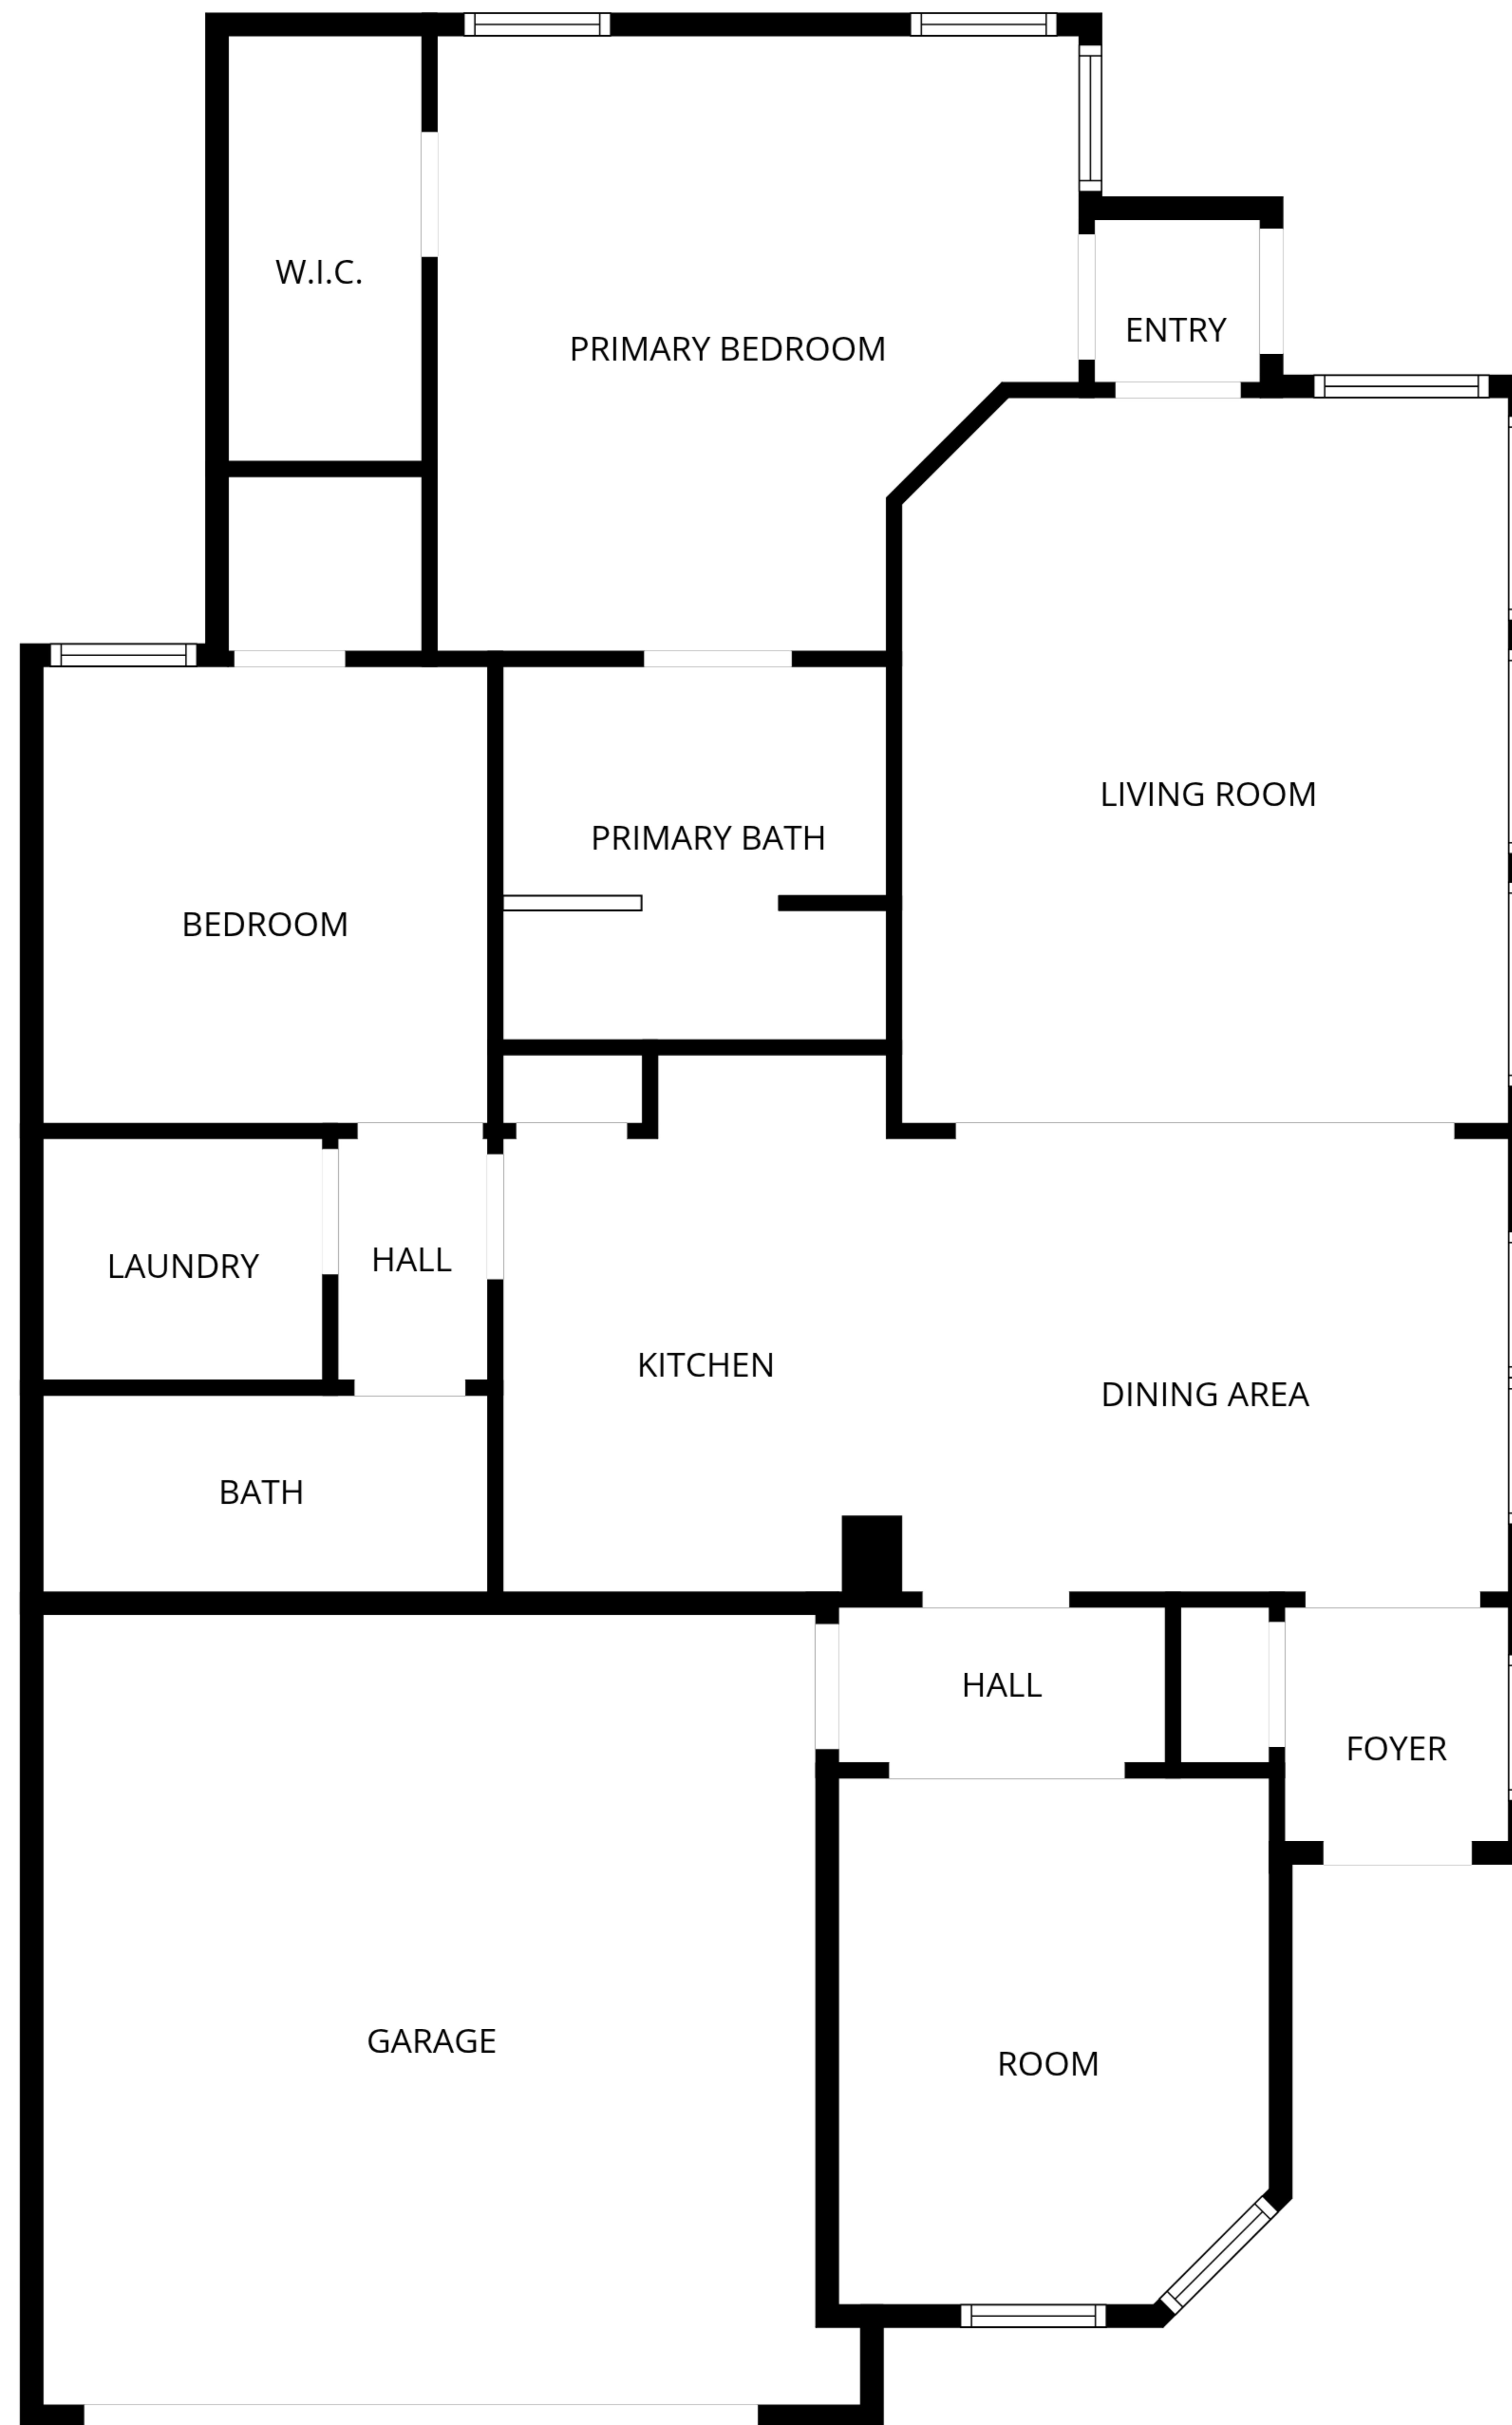 W.I.C.
PRIMARY BEDROOM
ENTRY
LIVING ROOM
PRIMARY BATH
BEDROOM
LAUNDRY
HALL
KITCHEN
DINING AREA
BATH
HALL
FOYER
GARAGE
ROOM